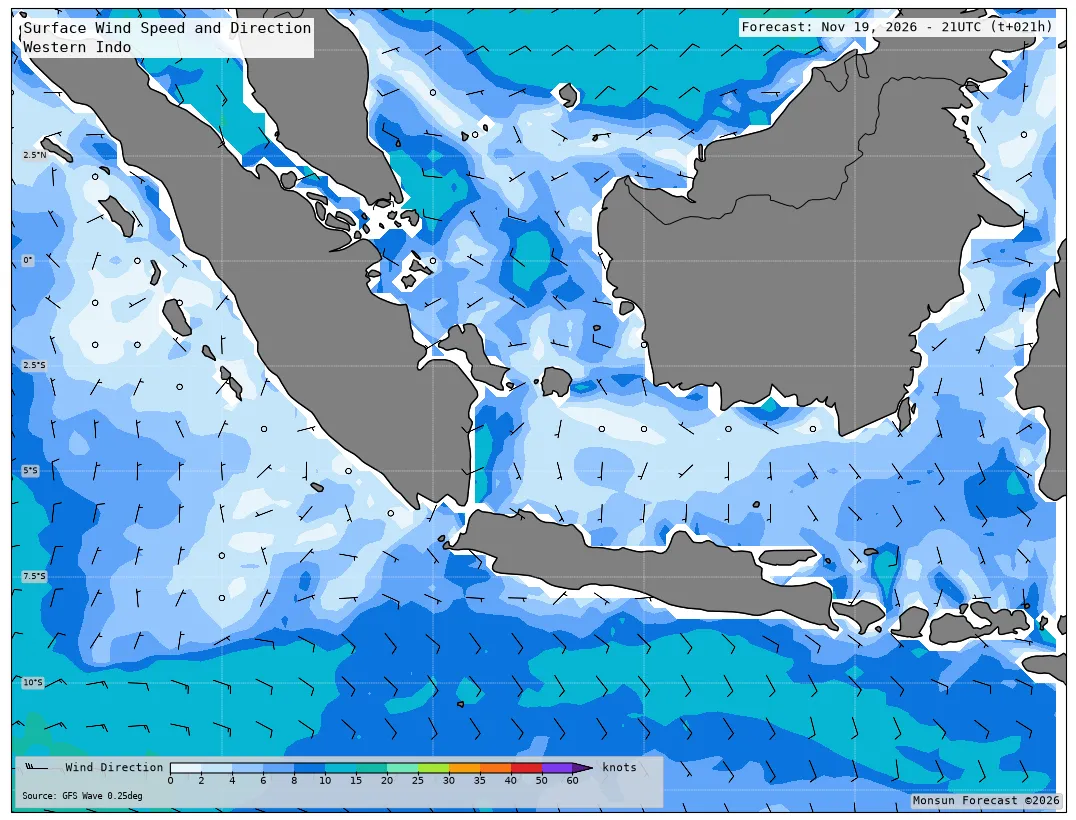 Surface Wind Speed and Direction
Western Indo
Forecast: Nov 19, 2026 - 21UTC (t+021h)
2.5°N
0°
2.5°S
5°S
7.5°S
10°S
Wind Direction
0 2 4 6 8 10 15 20 25 30 35 40 50 60
knots
Source: GFS Wave 0.25deg
Monsun Forecast ©2026